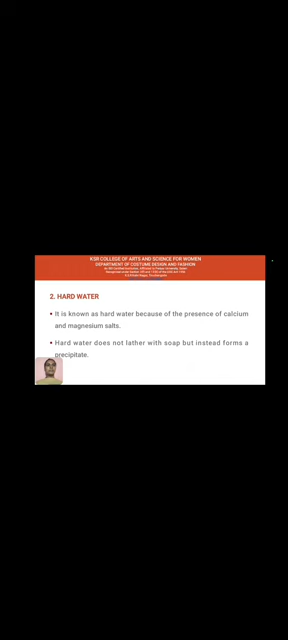 KSR COLLEGE OF ARTS AND SCIENCE FOR WOMEN
DEPARTMENT OF COSTUME DESIGN AND FASHION
2. HARD WATER
• It is known as hard water because of the presence of calcium
and magnesium salts.
• Hard water does not lather with soap but instead forms a
precipitate.